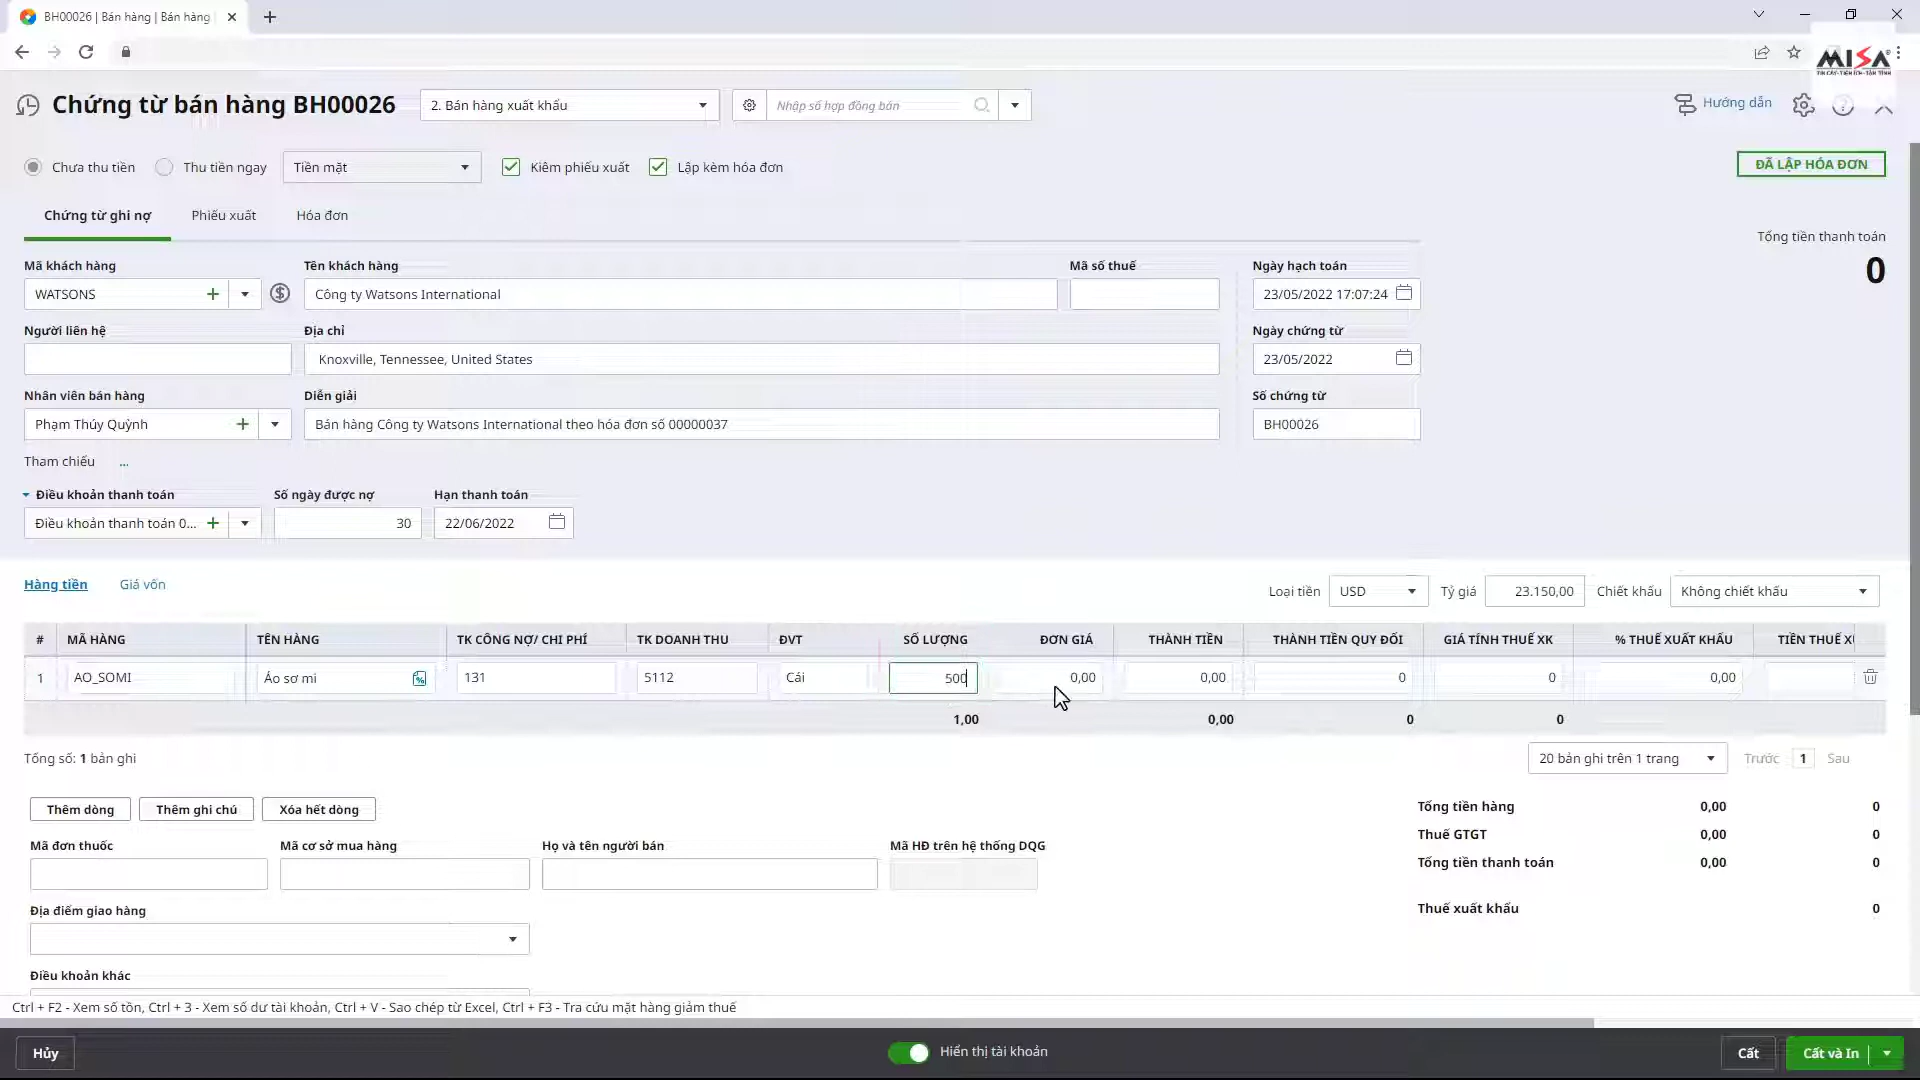 BH00026 | Bán hàng | Bán hàng
MISA
TIN CẬY - TIỆN ÍCH - TẬN TÌNH
Chứng từ bán hàng BH00026
2. Bán hàng xuất khẩu
Nhập số hợp đồng bán
Hướng dẫn
Chưa thu tiền
Thu tiền ngay
Tiền mặt
Kiêm phiếu xuất
Lập kèm hóa đơn
ĐÃ LẬP HÓA ĐƠN
Chứng từ ghi nợ
Phiếu xuất
Hóa đơn
Tổng tiền thanh toán
0
Mã khách hàng
Tên khách hàng
Mã số thuế
Ngày hạch toán
WATSONS
Công ty Watsons International
23/05/2022 17:07:24
Người liên hệ
Địa chỉ
Ngày chứng từ
Knoxville, Tennessee, United States
23/05/2022
Nhân viên bán hàng
Diễn giải
Số chứng từ
Phạm Thúy Quỳnh
Bán hàng Công ty Watsons International theo hóa đơn số 00000037
BH00026
Tham chiếu ...
Điều khoản thanh toán
Số ngày được nợ
Hạn thanh toán
Điều khoản thanh toán 0...
30
22/06/2022
Hàng tiền
Giá vốn
Loại tiền
USD
Tỷ giá
23.150,00
Chiết khấu
Không chiết khấu
# MÃ HÀNG TÊN HÀNG TK CÔNG NỢ/ CHI PHÍ TK DOANH THU ĐVT SỐ LƯỢNG ĐƠN GIÁ THÀNH TIỀN THÀNH TIỀN QUY ĐỔI GIÁ TÍNH THUẾ XK % THUẾ XUẤT KHẨU TIỀN THUẾ XU
1 AO_SOMI Áo sơ mi 131 5112 Cái 500 0,00 0,00 0 0 0,00
1,00 0,00 0 0
Tổng số: 1 bản ghi
20 bản ghi trên 1 trang
Trước 1 Sau
Thêm dòng
Thêm ghi chú
Xóa hết dòng
Tổng tiền hàng 0,00 0
Thuế GTGT 0,00 0
Tổng tiền thanh toán 0,00 0
Thuế xuất khẩu 0
Mã đơn thuốc
Mã cơ sở mua hàng
Họ và tên người bán
Mã HĐ trên hệ thống DQG
Địa điểm giao hàng
Điều khoản khác
Ctrl + F2 - Xem số tồn, Ctrl + 3 - Xem số dư tài khoản, Ctrl + V - Sao chép từ Excel, Ctrl + F3 - Tra cứu mặt hàng giảm thuế
Hủy
Hiển thị tài khoản
Cất
Cất và In